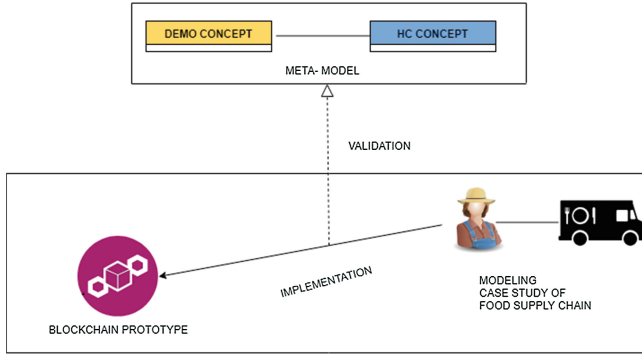 DEMO CONCEPT
HC CONCEPT
META- MODEL
VALIDATION
IMPLEMENTATION
MODELING
CASE STUDY OF
FOOD SUPPLY CHAIN
BLOCKCHAIN PROTOTYPE